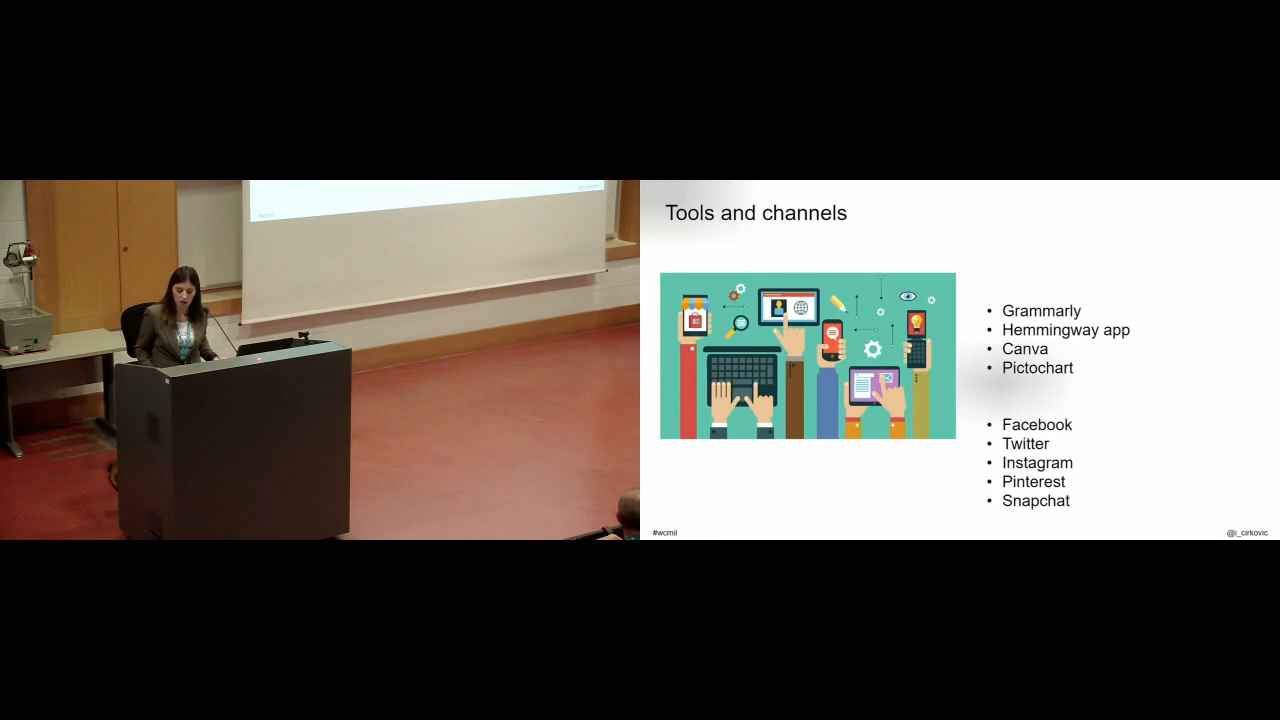 Tools and channels
• Grammarly
• Hemmingway app
• Canva
• Pictochart
• Facebook
• Twitter
• Instagram
• Pinterest
• Snapchat
#wcmil
@i_cirkovic